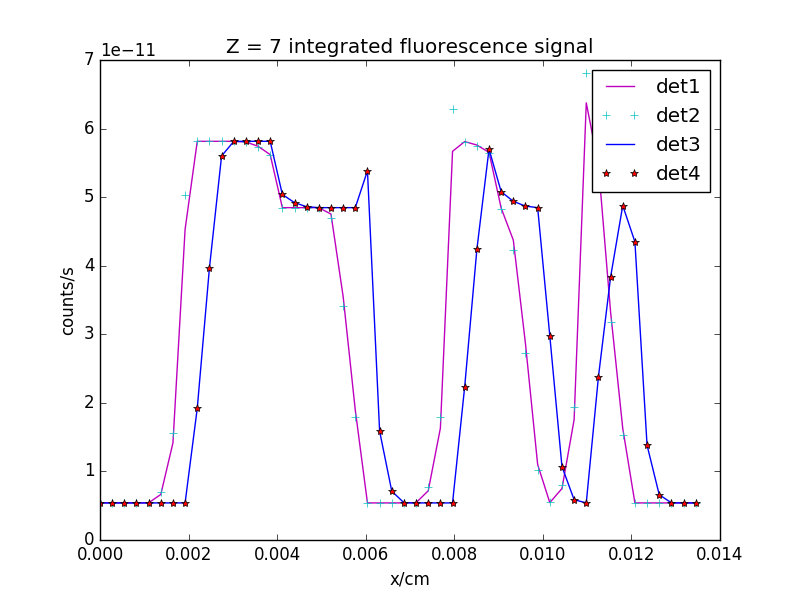 Z = 7 integrated fluorescence signal
1e−11
7
6
5
4
3
2
1
0
counts/s
0.000 0.002 0.004 0.006 0.008 0.010 0.012 0.014
x/cm
det1
det2
det3
det4